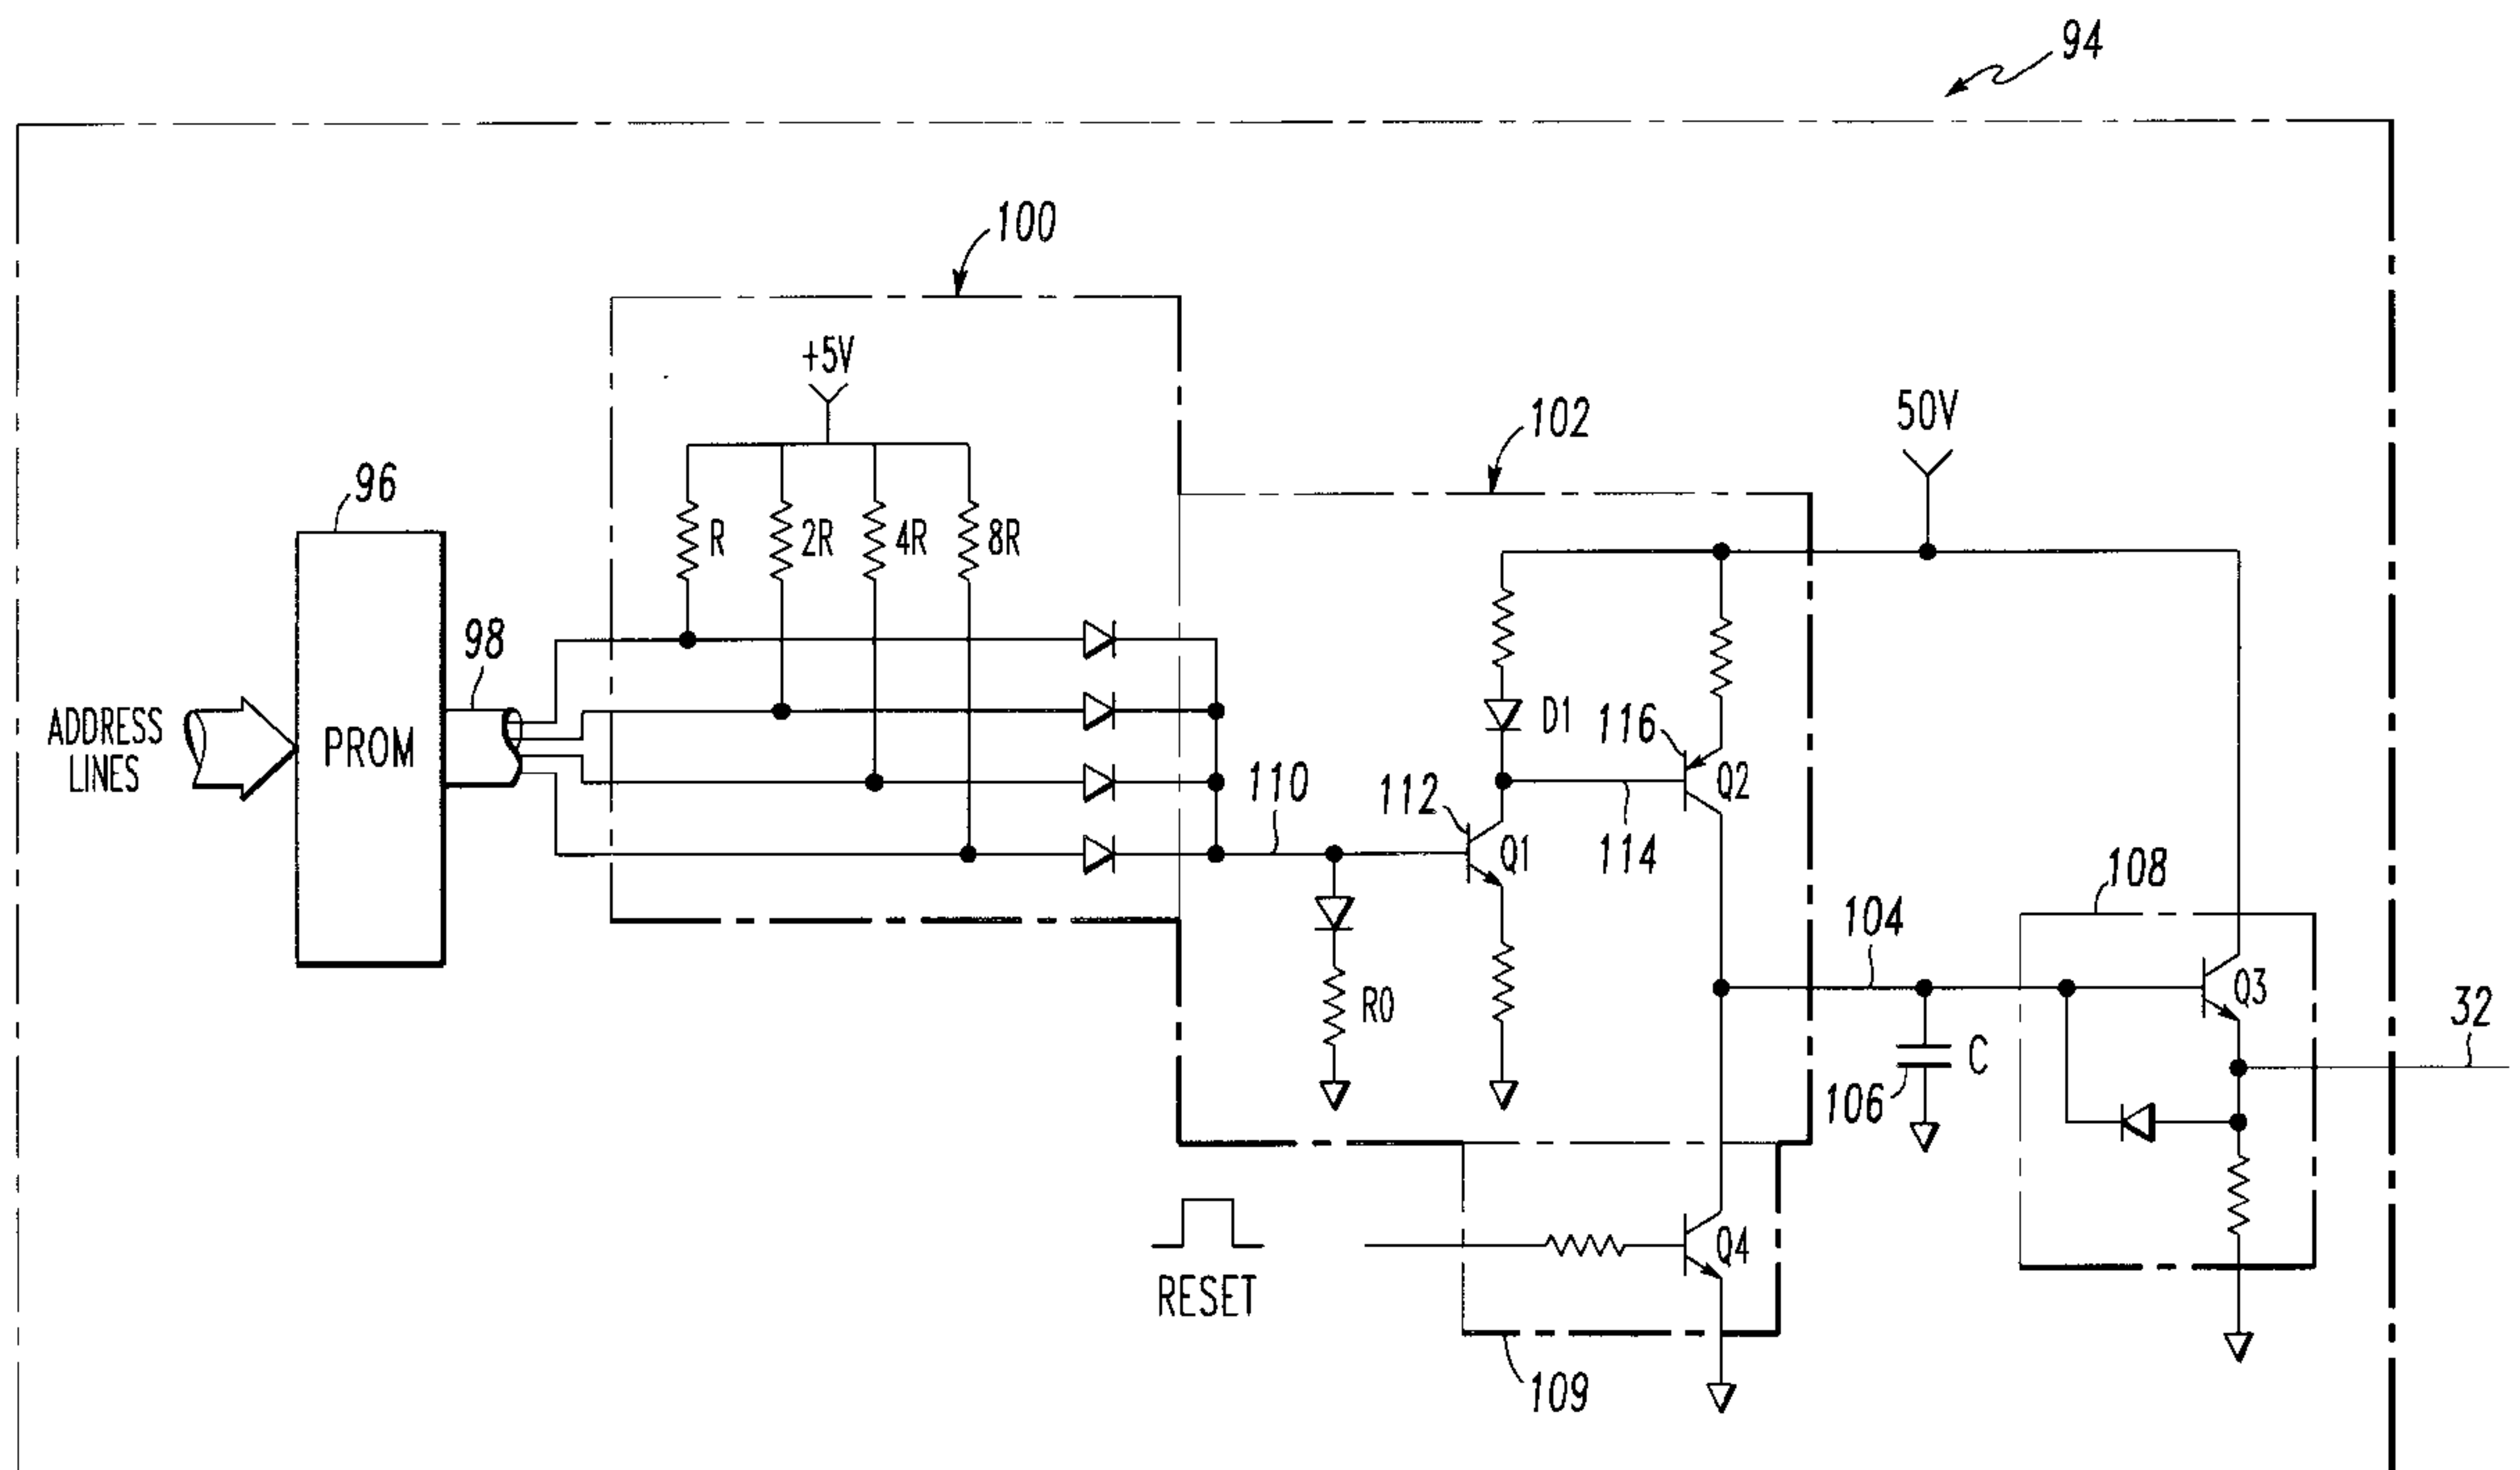 94
100
+5V
102
50V
96
R
2R
4R
8R
98
ADDRESS
LINES
PROM
D1
116
110
112
Q2
Q1
114
108
104
R0
Q3
32
C
106
RESET
Q4
109